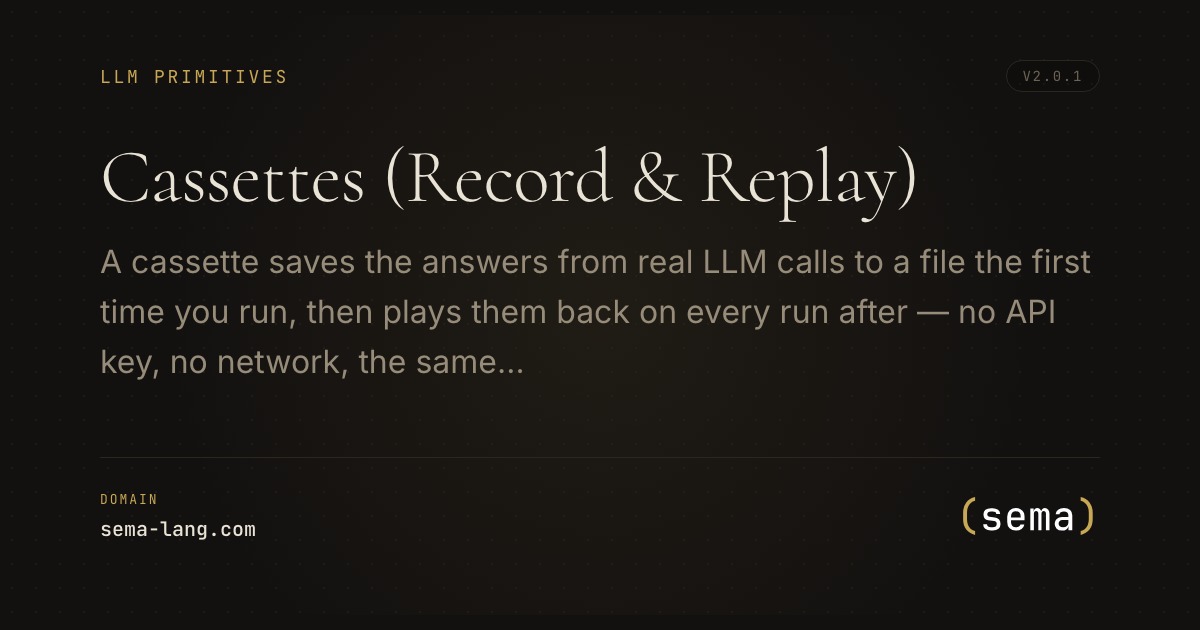 LLM PRIMITIVES
V2.0.1
Cassettes (Record & Replay)
A cassette saves the answers from real LLM calls to a file the first
time you run, then plays them back on every run after — no API
key, no network, the same...
DOMAIN
sema-lang.com
(sema)